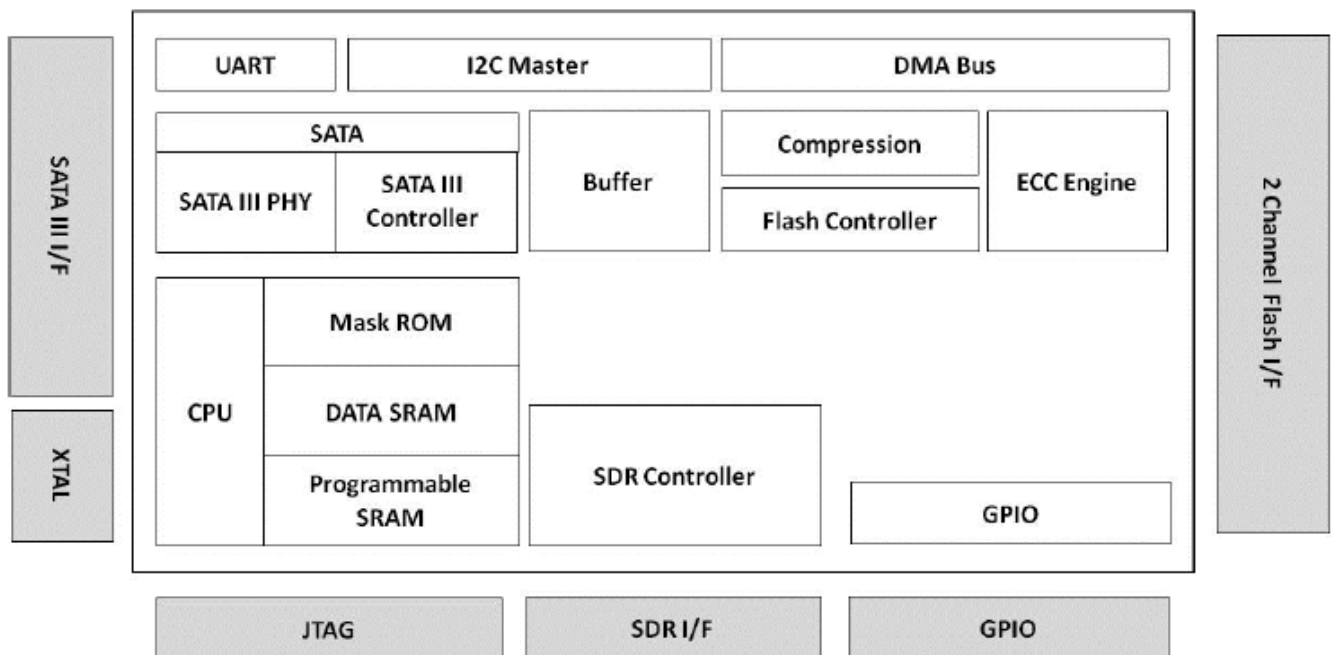 UART
I2C Master
DMA Bus
SATA
SATA III PHY
SATA III
Controller
Buffer
Compression
Flash Controller
ECC Engine
SATA III I/F
2 Channel Flash I/F
CPU
Mask ROM
DATA SRAM
Programmable
SRAM
SDR Controller
GPIO
XTAL
JTAG
SDR I/F
GPIO